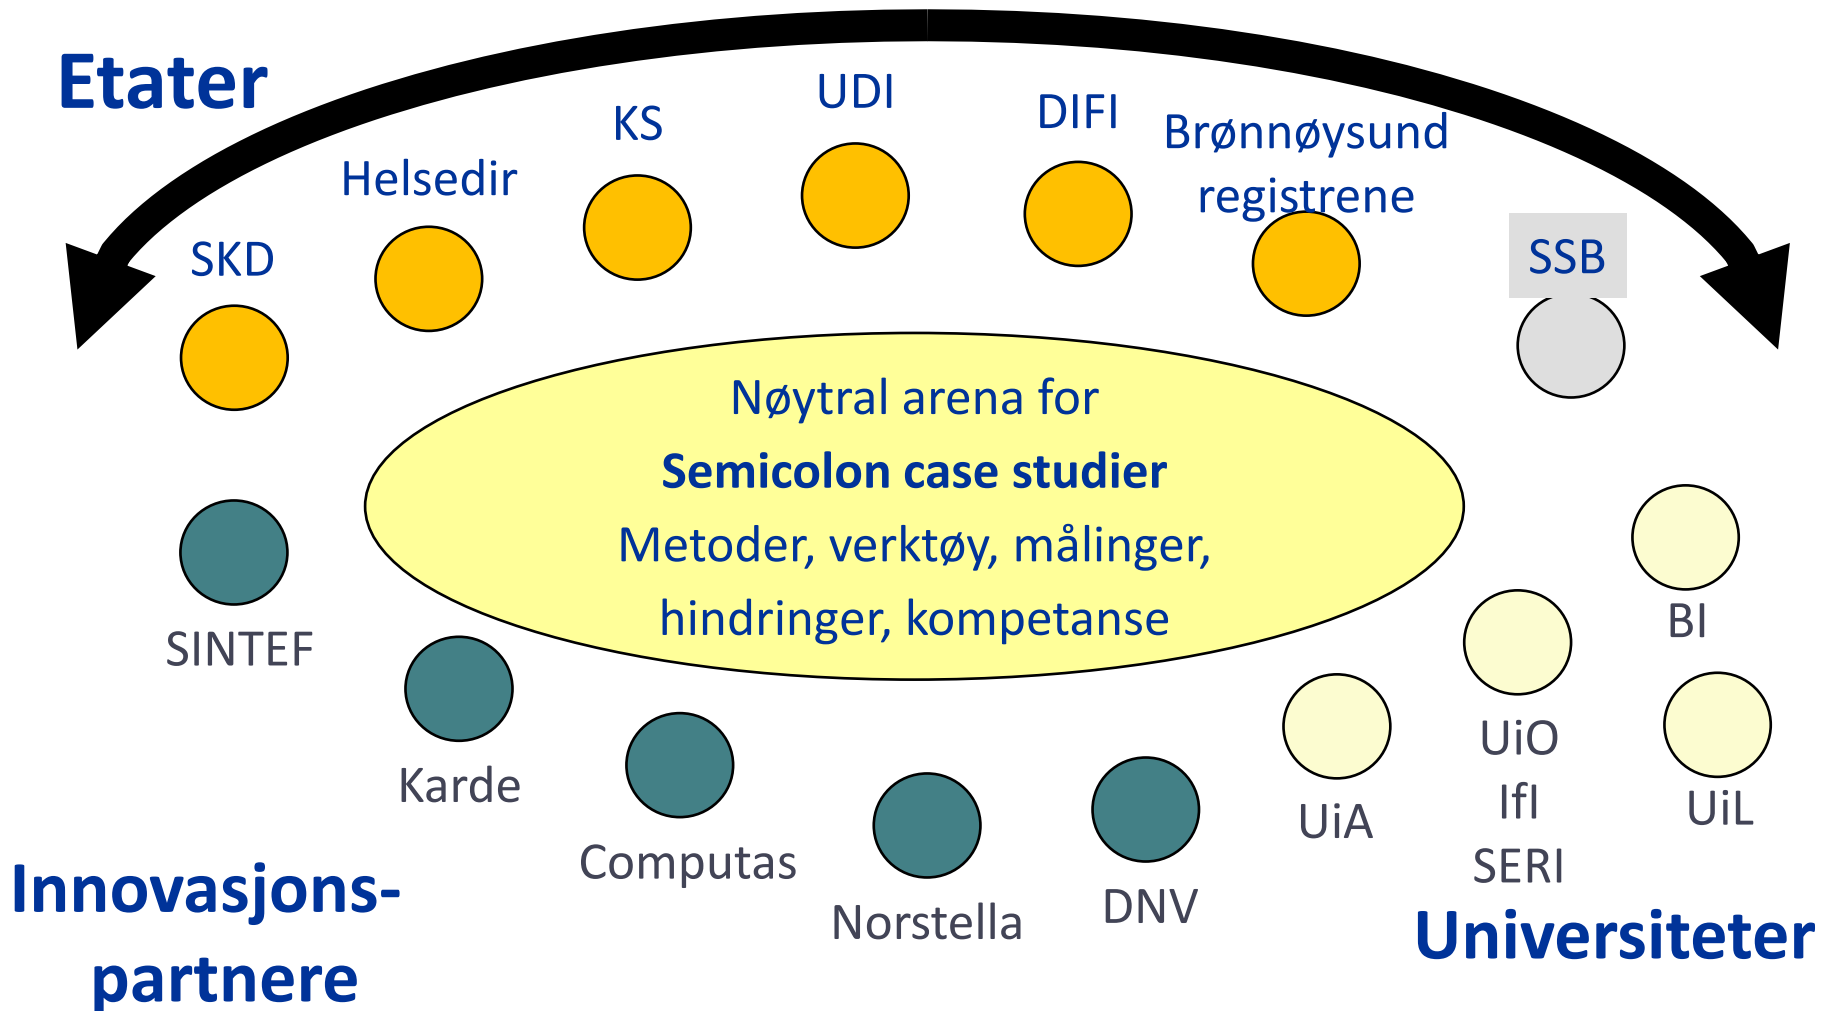 Etater
UDI
DIFI
KS
Brønnøysund
registrene
Helsedir
SKD
SSB
Nøytral arena for
Semicolon case studier
Metoder, verktøy, målinger,
hindringer, kompetanse
SINTEF
Karde
Computas
Norstella
DNV
UiA
UiO
IfI
SERI
BI
UiL
Innovasjons-
partnere
Universiteter